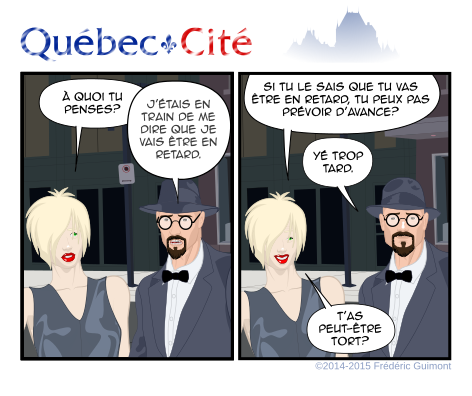 Québec Cité
À QUOI TU
PENSES?
J'ÉTAIS EN
TRAIN DE ME
DIRE QUE JE
VAIS ÊTRE EN
RETARD.
SI TU LE SAIS QUE TU VAS
ÊTRE EN RETARD, TU PEUX PAS
PRÉVOIR D'AVANCE?
YÉ TROP
TARD.
T'AS
PEUT-ÊTRE
TORT?
©2014-2015 Frédéric Guimont